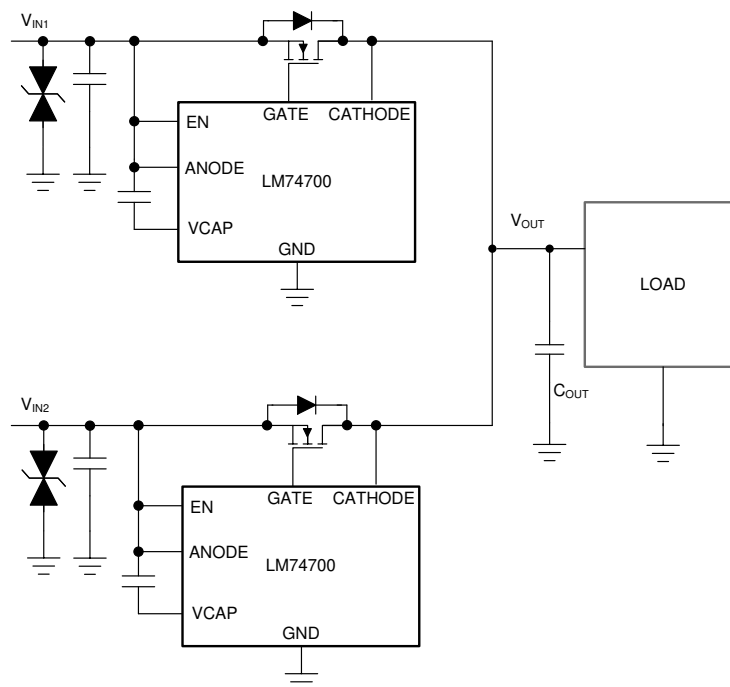 VIN1
GATE
CATHODE
EN
ANODE
LM74700
VCAP
GND
VOUT
LOAD
COUT
VIN2
GATE
CATHODE
EN
ANODE
LM74700
VCAP
GND